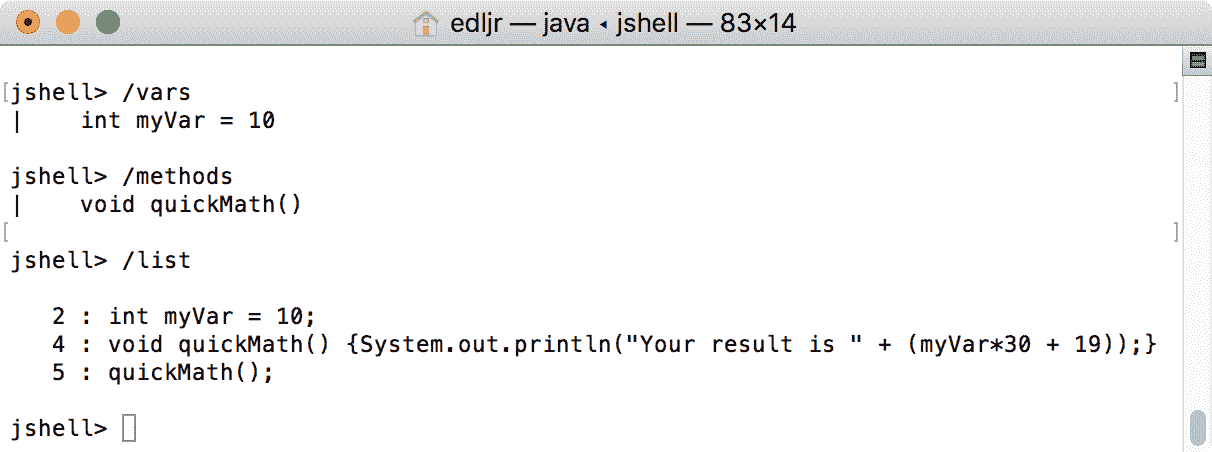 edljr — java ◂ jshell — 83×14
[jshell> /vars ]
|    int myVar = 10
jshell> /methods
|    void quickMath()
[ ]
jshell> /list
2 : int myVar = 10;
4 : void quickMath() {System.out.println("Your result is " + (myVar*30 + 19));}
5 : quickMath();
jshell>